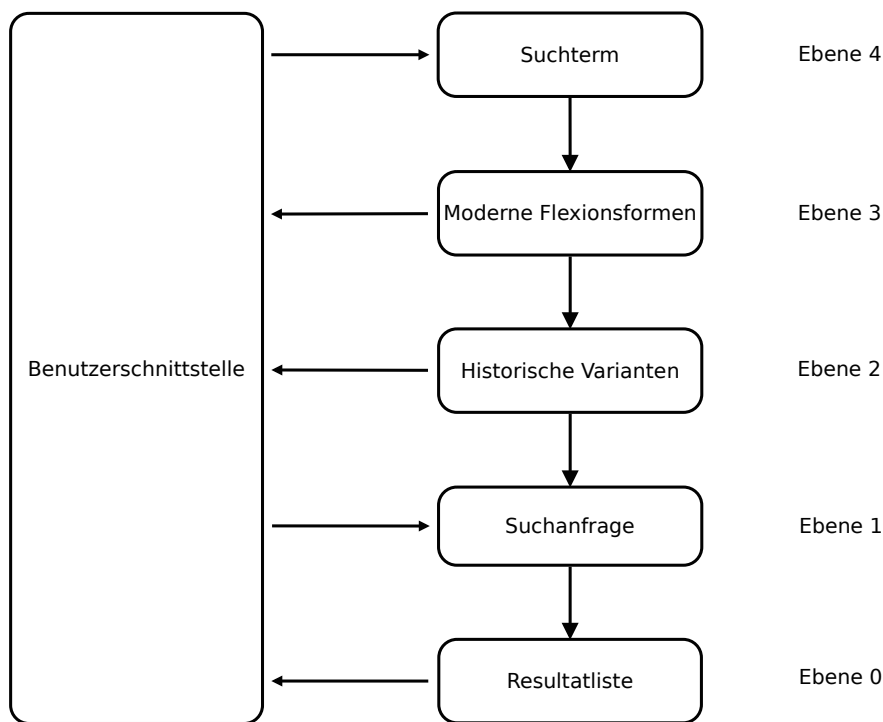 Suchterm
Ebene 4
Moderne Flexionsformen
Ebene 3
Benutzerschnittstelle
Historische Varianten
Ebene 2
Suchanfrage
Ebene 1
Resultatliste
Ebene 0